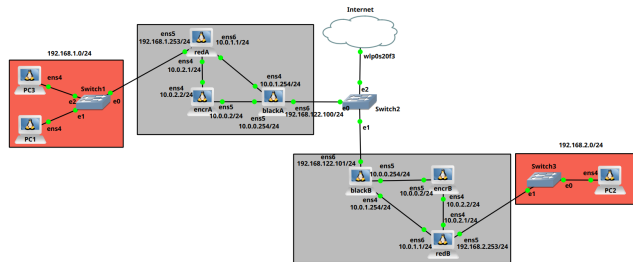 Internet
wlp0s20f3
192.168.1.0/24
ens4
PC3
Switch1
e2
e0
e1
PC1
ens4
ens5
192.168.1.253/24
ens6
10.0.1.1/24
redA
ens4
10.0.2.1/24
ens4
10.0.2.2/24
encrA
ens5
10.0.0.2/24
ens4
10.0.1.254/24
blackA
ens5
10.0.0.254/24
ens6
192.168.122.100/24
e2
e0
Switch2
e1
ens6
192.168.122.101/24
blackB
ens5
10.0.0.254/24
ens4
10.0.1.254/24
ens5
10.0.0.2/24
encrB
ens4
10.0.2.2/24
ens4
10.0.2.1/24
ens6
10.0.1.1/24
redB
ens5
192.168.2.253/24
192.168.2.0/24
Switch3
e1
e0
ens4
PC2